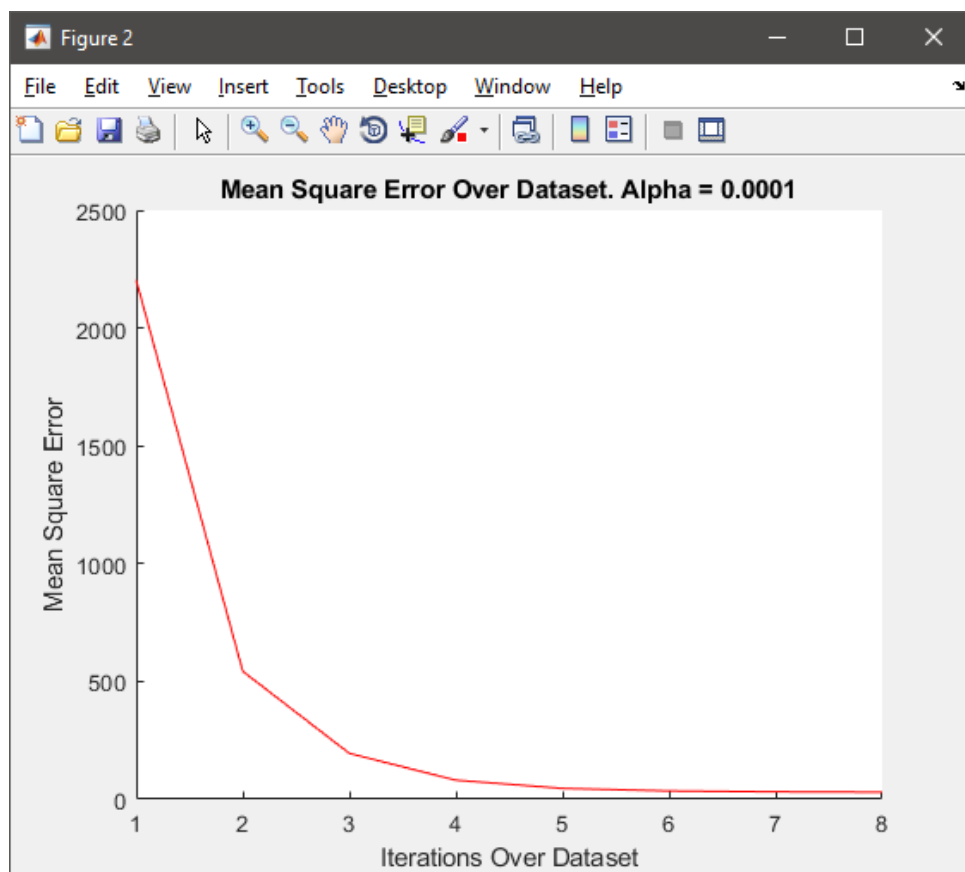 Figure 2
File Edit View Insert Tools Desktop Window Help
Mean Square Error Over Dataset. Alpha = 0.0001
2500
2000
1500
1000
500
0
Mean Square Error
1 2 3 4 5 6 7 8
Iterations Over Dataset